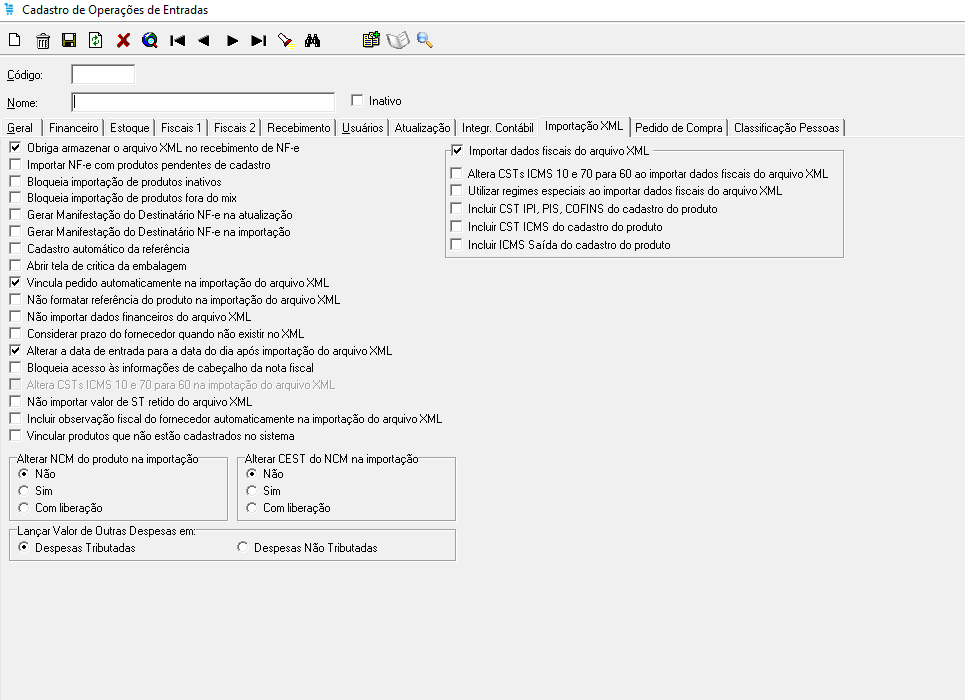 Cadastro de Operações de Entradas
Código:
Nome:
Inativo
Geral Financeiro Estoque Fiscais 1 Fiscais 2 Recebimento Usuários Atualização Integr. Contábil Importação XML Pedido de Compra Classificação Pessoas
Obriga armazenar o arquivo XML no recebimento de NF-e
Importar NF-e com produtos pendentes de cadastro
Bloqueia importação de produtos inativos
Bloqueia importação de produtos fora do mix
Gerar Manifestação do Destinatário NF-e na atualização
Gerar Manifestação do Destinatário NF-e na importação
Cadastro automático da referência
Abrir tela de crítica da embalagem
Vincula pedido automaticamente na importação do arquivo XML
Não formatar referência do produto na importação do arquivo XML
Não importar dados financeiros do arquivo XML
Considerar prazo do fornecedor quando não existir no XML
Alterar a data de entrada para a data do dia após importação do arquivo XML
Bloqueia acesso às informações de cabeçalho da nota fiscal
Altera CSTs ICMS 10 e 70 para 60 na impotação do arquivo XML
Não importar valor de ST retido do arquivo XML
Incluir observação fiscal do fornecedor automaticamente na importação do arquivo XML
Vincular produtos que não estão cadastrados no sistema
Importar dados fiscais do arquivo XML
Altera CSTs ICMS 10 e 70 para 60 ao importar dados fiscais do arquivo XML
Utilizar regimes especiais ao importar dados fiscais do arquivo XML
Incluir CST IPI, PIS, COFINS do cadastro do produto
Incluir CST ICMS do cadastro do produto
Incluir ICMS Saída do cadastro do produto
Alterar NCM do produto na importação
Não
Sim
Com liberação
Alterar CEST do NCM na importação
Não
Sim
Com liberação
Lançar Valor de Outras Despesas em:
Despesas Tributadas Despesas Não Tributadas